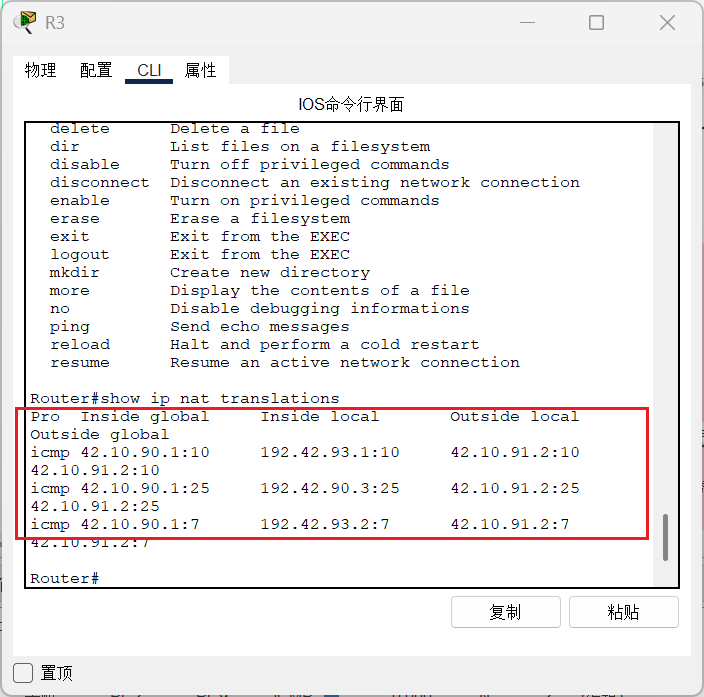 R3
物理 配置 CLI 属性
IOS命令行界面
delete Delete a file
dir List files on a filesystem
disable Turn off privileged commands
disconnect Disconnect an existing network connection
enable Turn on privileged commands
erase Erase a filesystem
exit Exit from the EXEC
logout Exit from the EXEC
mkdir Create new directory
more Display the contents of a file
no Disable debugging informations
ping Send echo messages
reload Halt and perform a cold restart
resume Resume an active network connection
Router#show ip nat translations
Pro Inside global Inside local Outside local
Outside global
icmp 42.10.90.1:10 192.42.93.1:10 42.10.91.2:10
42.10.91.2:10
icmp 42.10.90.1:25 192.42.90.3:25 42.10.91.2:25
42.10.91.2:25
icmp 42.10.90.1:7 192.42.93.2:7 42.10.91.2:7
42.10.91.2:7
Router#
复制 粘贴
置顶